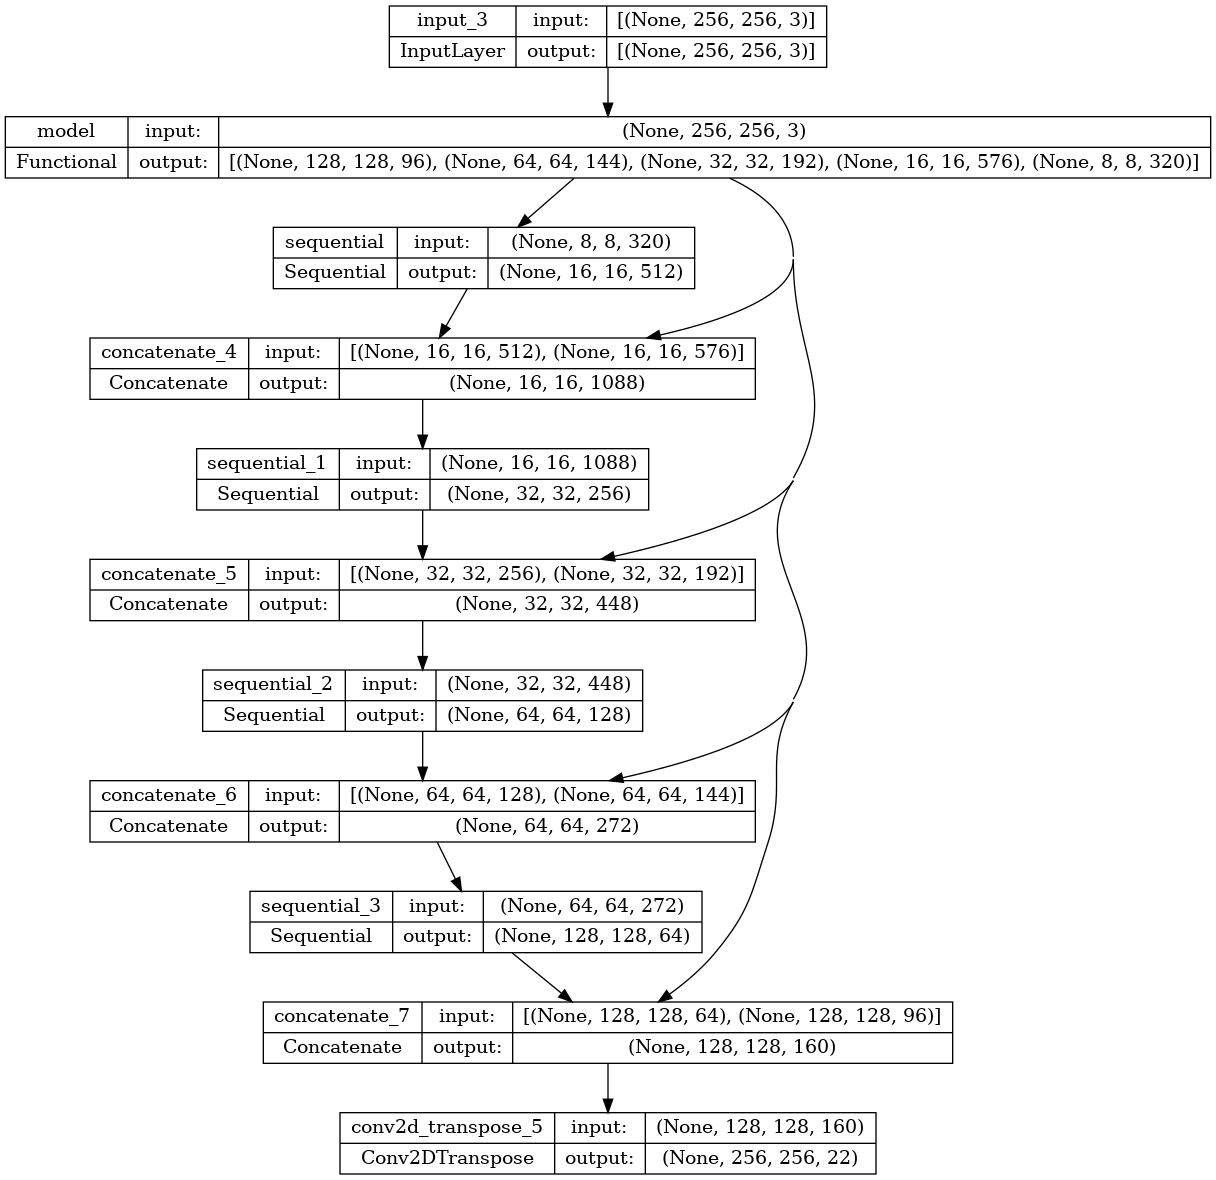 input_3 input: [(None, 256, 256, 3)]
InputLayer output: [(None, 256, 256, 3)]
model input: (None, 256, 256, 3)
Functional output: [(None, 128, 128, 96), (None, 64, 64, 144), (None, 32, 32, 192), (None, 16, 16, 576), (None, 8, 8, 320)]
sequential input: (None, 8, 8, 320)
Sequential output: (None, 16, 16, 512)
concatenate_4 input: [(None, 16, 16, 512), (None, 16, 16, 576)]
Concatenate output: (None, 16, 16, 1088)
sequential_1 input: (None, 16, 16, 1088)
Sequential output: (None, 32, 32, 256)
concatenate_5 input: [(None, 32, 32, 256), (None, 32, 32, 192)]
Concatenate output: (None, 32, 32, 448)
sequential_2 input: (None, 32, 32, 448)
Sequential output: (None, 64, 64, 128)
concatenate_6 input: [(None, 64, 64, 128), (None, 64, 64, 144)]
Concatenate output: (None, 64, 64, 272)
sequential_3 input: (None, 64, 64, 272)
Sequential output: (None, 128, 128, 64)
concatenate_7 input: [(None, 128, 128, 64), (None, 128, 128, 96)]
Concatenate output: (None, 128, 128, 160)
conv2d_transpose_5 input: (None, 128, 128, 160)
Conv2DTranspose output: (None, 256, 256, 22)